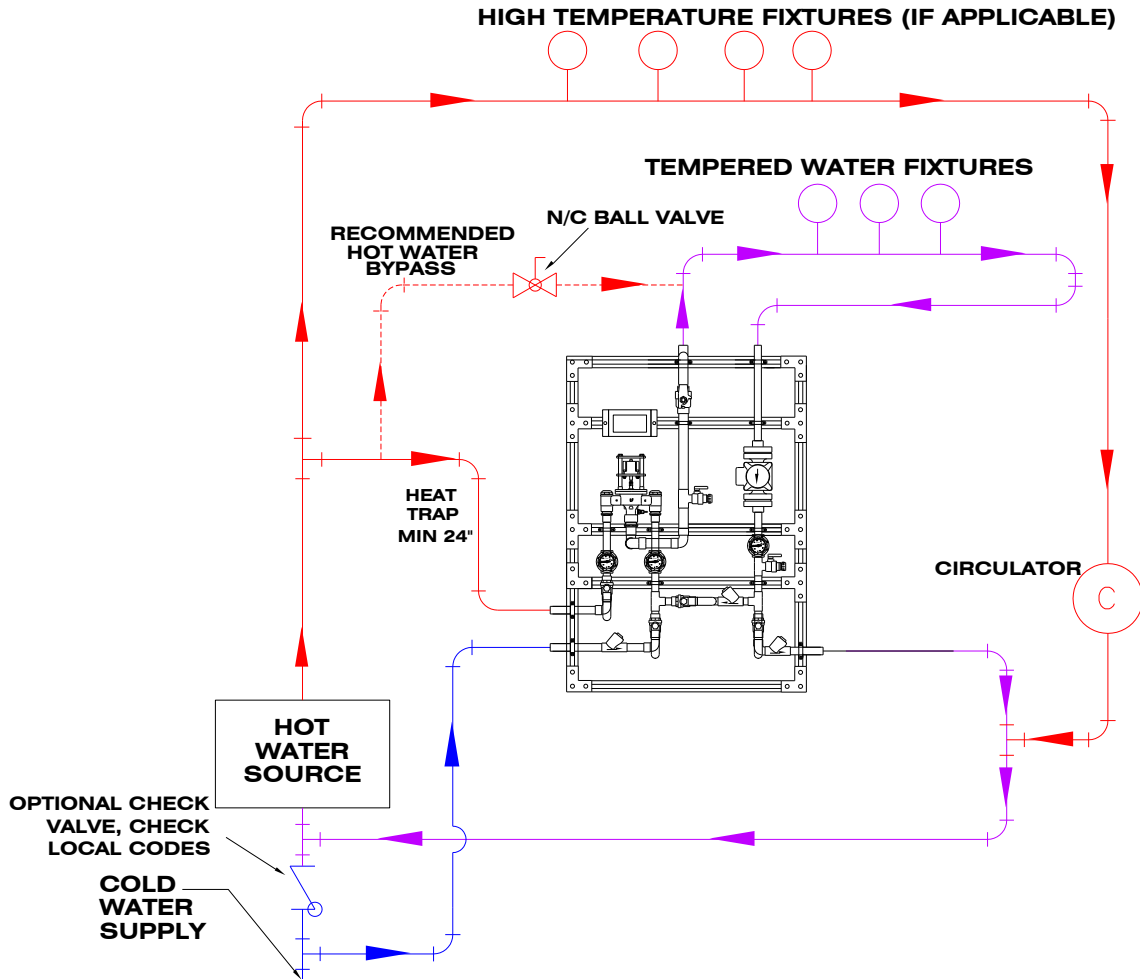 HIGH TEMPERATURE FIXTURES (IF APPLICABLE)
TEMPERED WATER FIXTURES
N/C BALL VALVE
RECOMMENDED
HOT WATER
BYPASS
HEAT
TRAP
MIN 24"
CIRCULATOR
C
HOT
WATER
SOURCE
OPTIONAL CHECK
VALVE, CHECK
LOCAL CODES
COLD
WATER
SUPPLY